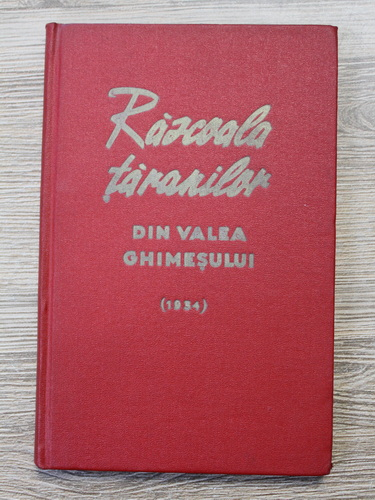 Răscoala
țăranilor
DIN VALEA
GHIMEȘULUI
(1934)